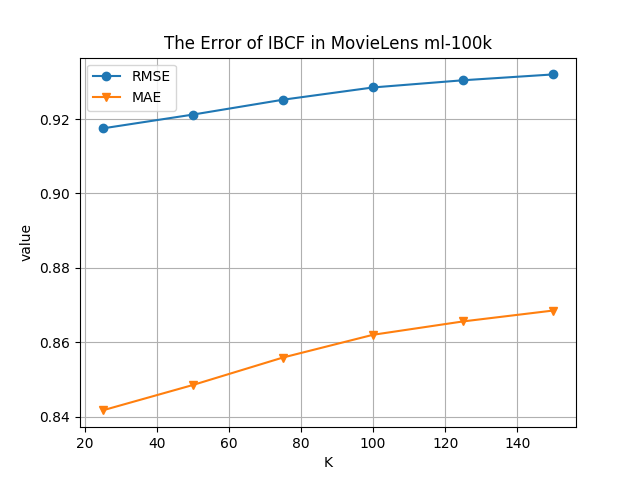 The Error of IBCF in MovieLens ml-100k
RMSE
MAE
0.92
0.90
0.88
0.86
0.84
value
20 40 60 80 100 120 140
K